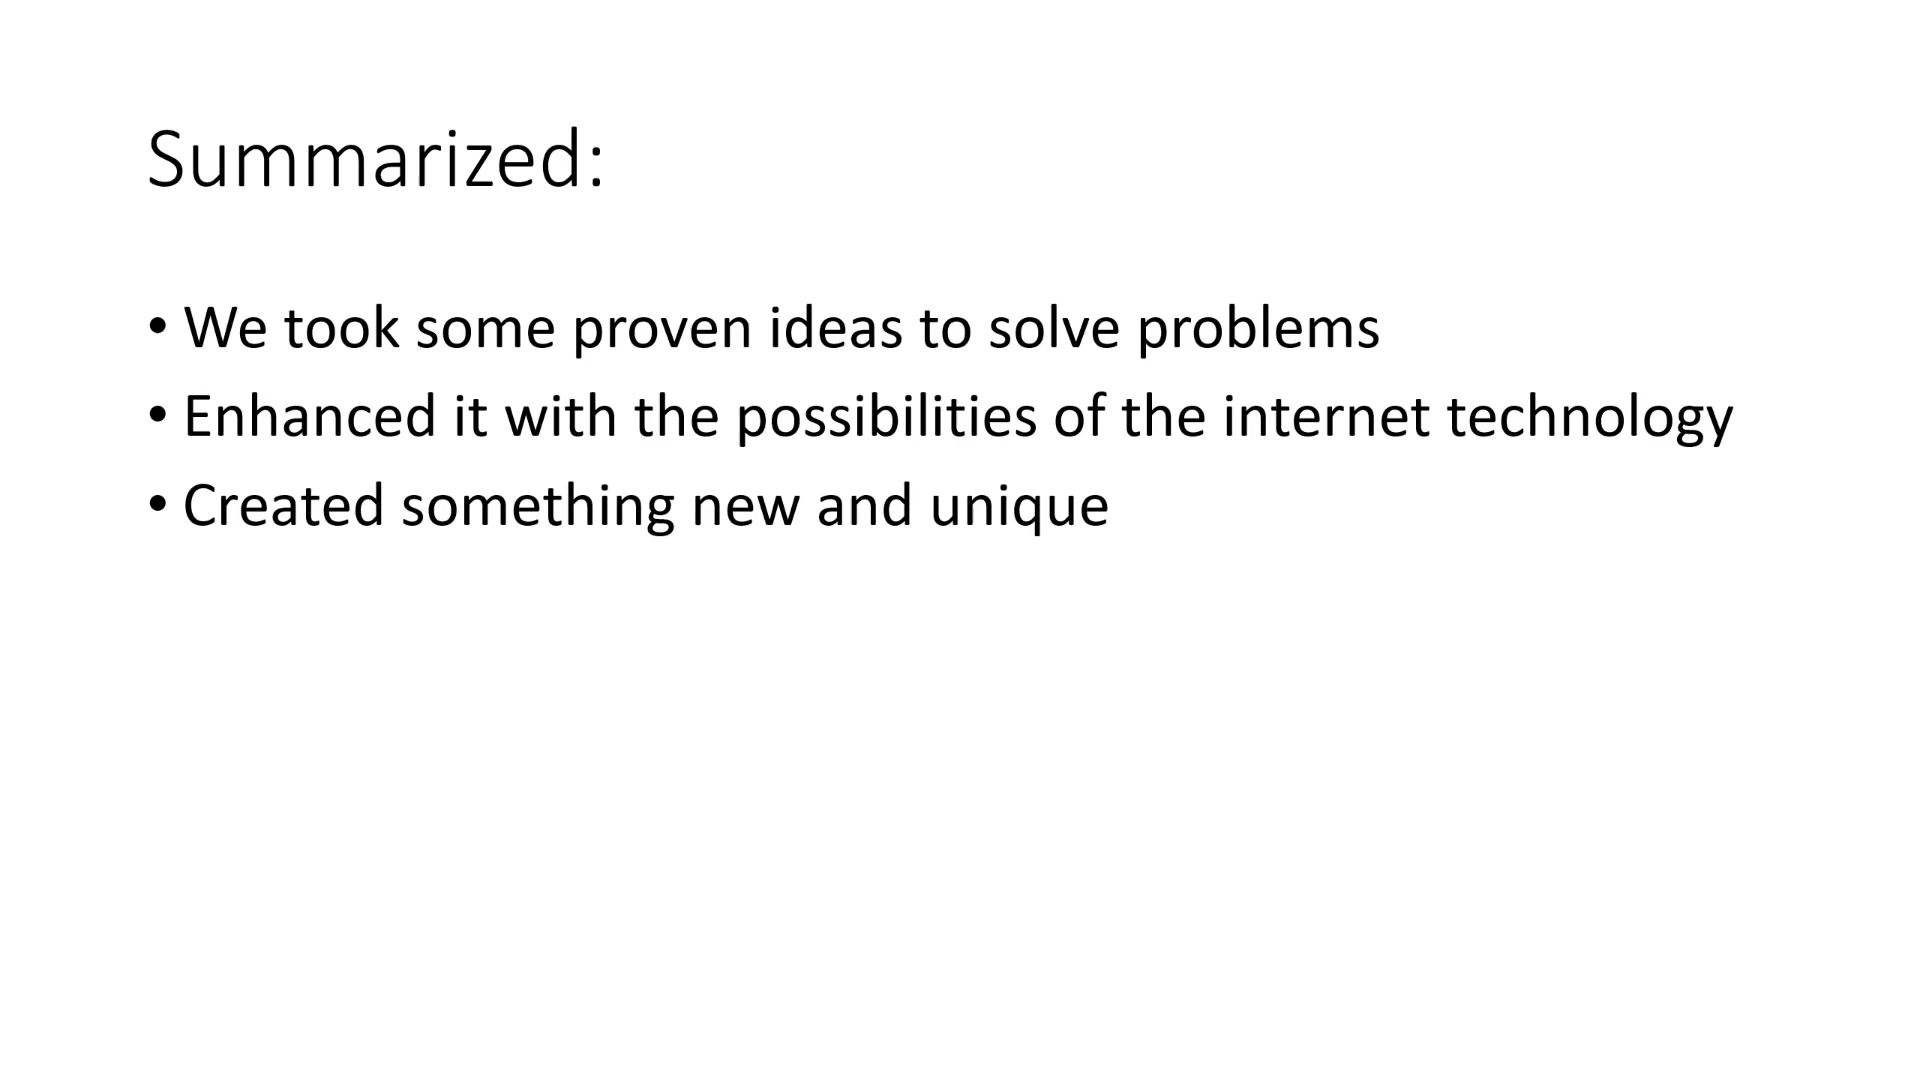 Summarized:
• We took some proven ideas to solve problems
• Enhanced it with the possibilities of the internet technology
• Created something new and unique